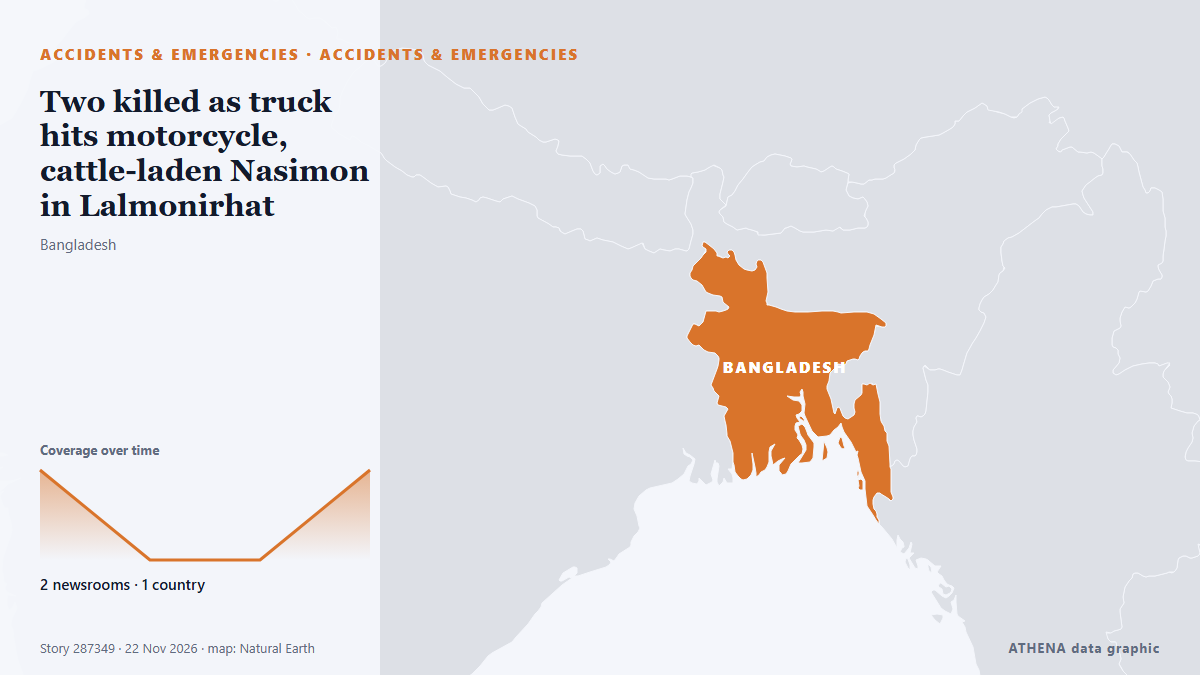 ACCIDENTS & EMERGENCIES · ACCIDENTS & EMERGENCIES
Two killed as truck
hits motorcycle,
cattle-laden Nasimon
in Lalmonirhat
Bangladesh
BANGLADESH
Coverage over time
2 newsrooms · 1 country
Story 287349 · 22 Nov 2026 · map: Natural Earth
ATHENA data graphic